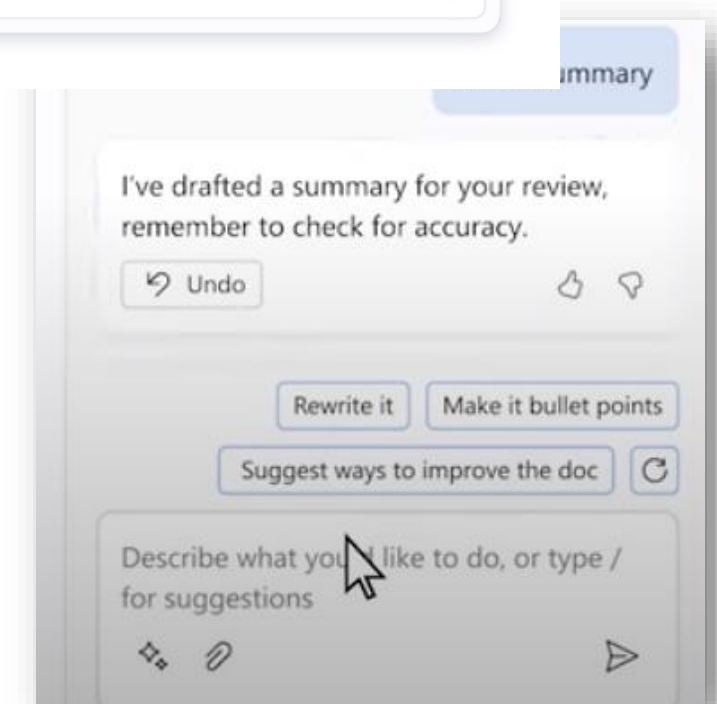 ummary
I've drafted a summary for your review,
remember to check for accuracy.
Undo
Rewrite it
Make it bullet points
Suggest ways to improve the doc
Describe what you'd like to do, or type /
for suggestions